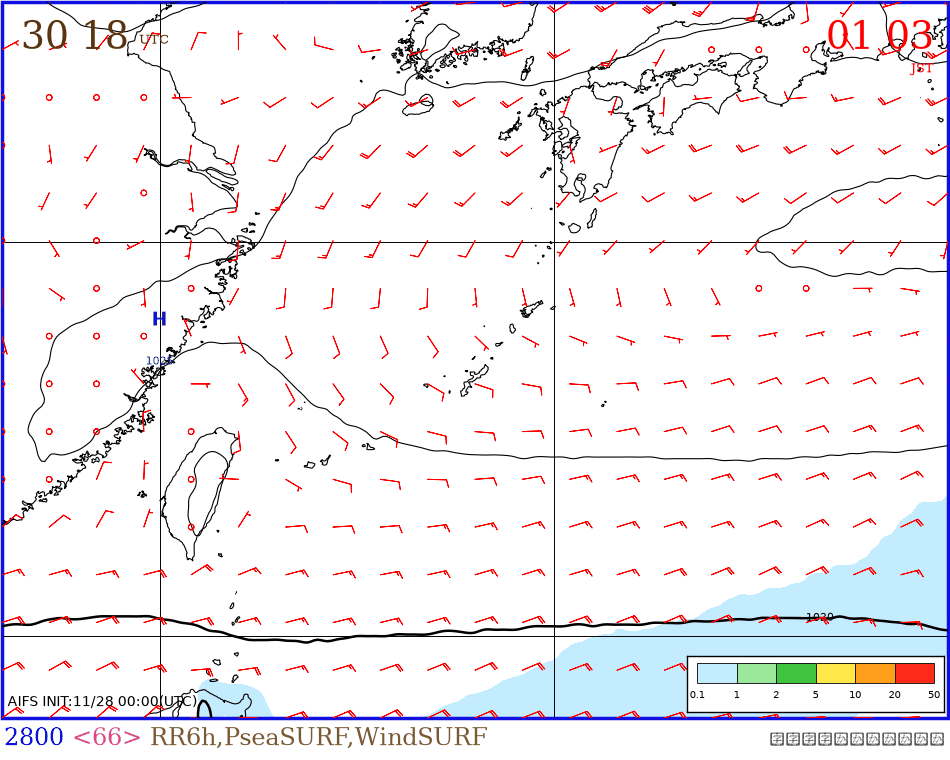 30 18 UTC 01 03 JST
H
102
1020
0.1 1 2 5 10 20 50
AIFS INIT:11/28 00:00(UTC)
2800 <66> RR6h,PseaSURF,WindSURF